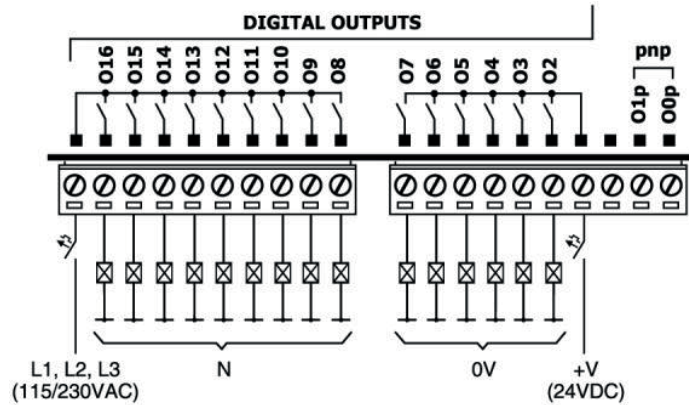 DIGITAL OUTPUTS
pnp
O16 O15 O14 O13 O12 O11 O10 O9 O8 O7 O6 O5 O4 O3 O2 O1p O0p
L1, L2, L3 N 0V +V
(115/230VAC) (24VDC)